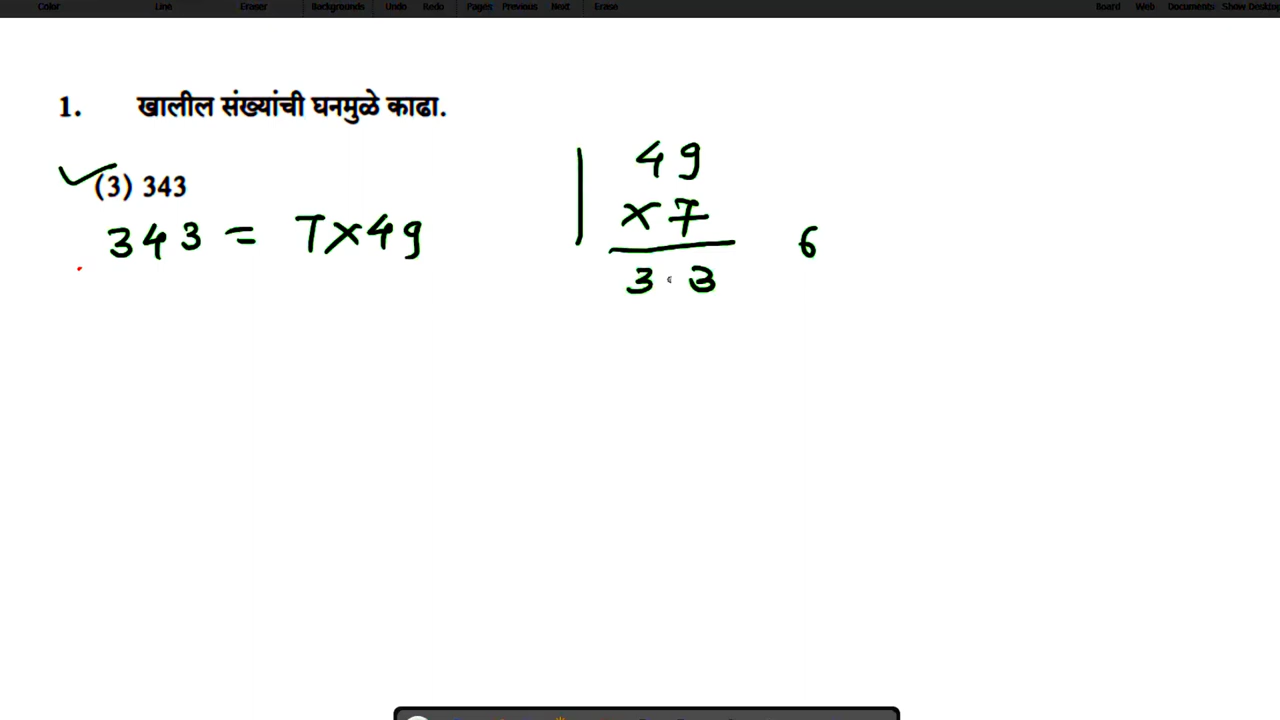 Color Line Eraser Backgrounds Undo Redo Pages Previous Next Erase Board Web Documents Show Desktop
1. खालील संख्यांची घनमुळे काढा.
(3) 343
343 = 7×49
49
×7
3 3
6